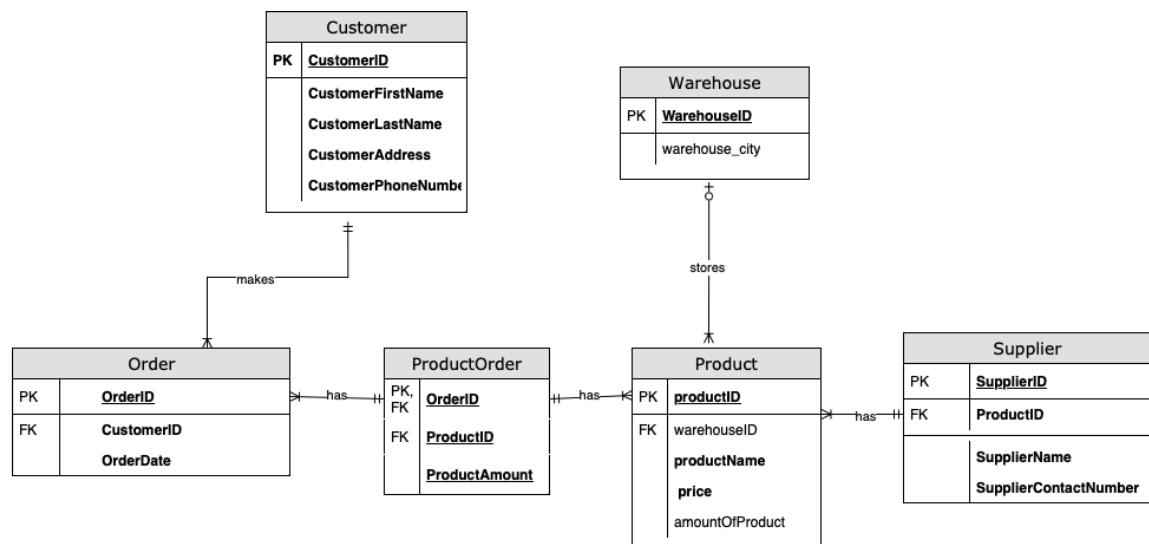 Customer
PK CustomerID
CustomerFirstName
CustomerLastName
CustomerAddress
CustomerPhoneNumbe
Warehouse
PK WarehouseID
warehouse_city
makes
stores
Order
PK OrderID
FK CustomerID
OrderDate
has
ProductOrder
PK,
FK OrderID
FK ProductID
ProductAmount
has
Product
PK productID
FK warehouseID
productName
price
amountOfProduct
has
Supplier
PK SupplierID
FK ProductID
SupplierName
SupplierContactNumber